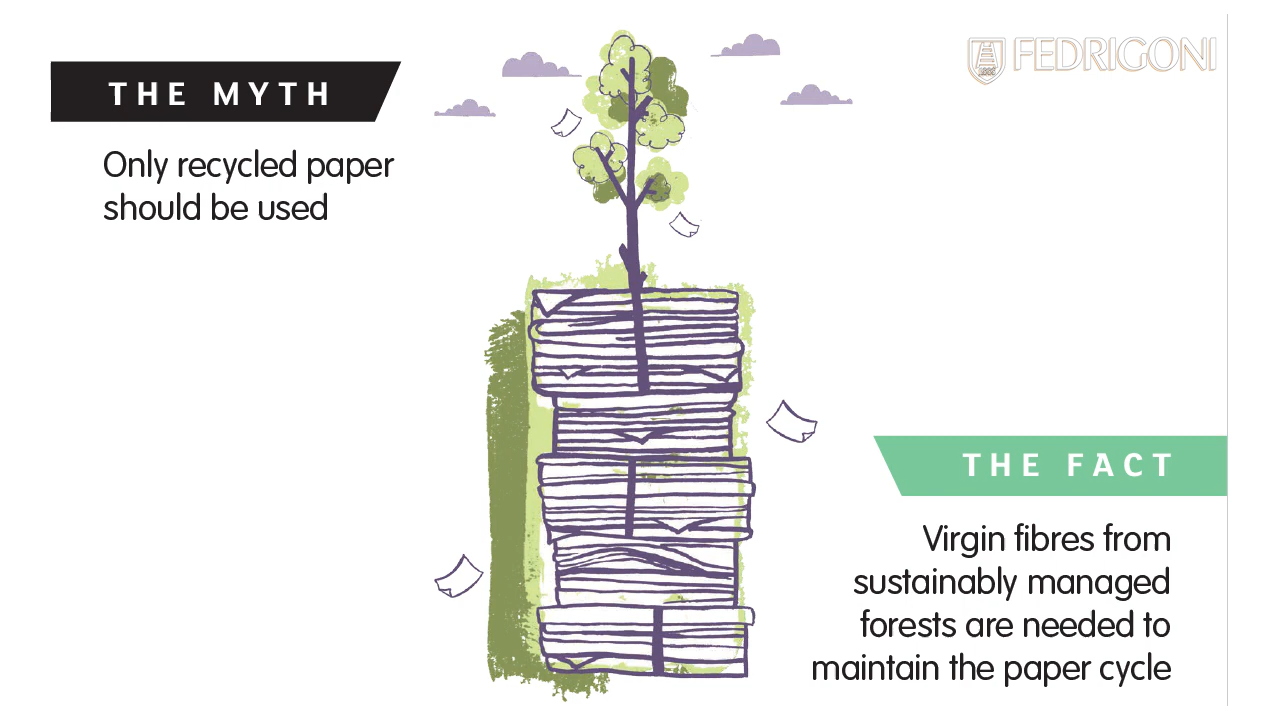 THE MYTH
Only recycled paper
should be used
FEDRIGONI
THE FACT
Virgin fibres from
sustainably managed
forests are needed to
maintain the paper cycle